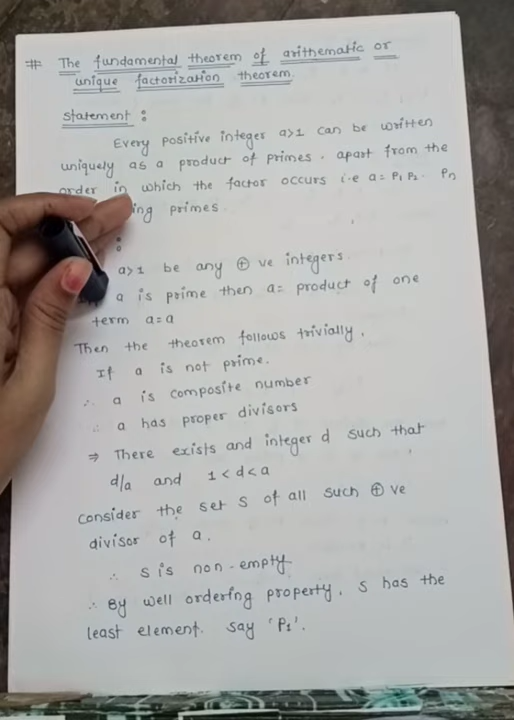 # The fundamental theorem of arithematic or
unique factorization theorem.
Statement :
Every positive integer a>1 can be written
uniquely as a product of primes. apart from the
order in which the factor occurs i.e a= P1 P2. Pn
ing primes.
:
a>1 be any ⊕ ve integers.
a is prime then a= product of one
term a=a
Then the theorem follows trivially.
If a is not prime.
∴ a is composite number
∴ a has proper divisors
⇒ There exists and integer d such that
d/a and 1<d<a
consider the set S of all such ⊕ ve
divisor of a.
∴ S is non-empty
∴ By well ordering property, s has the
least element. say 'P1'.